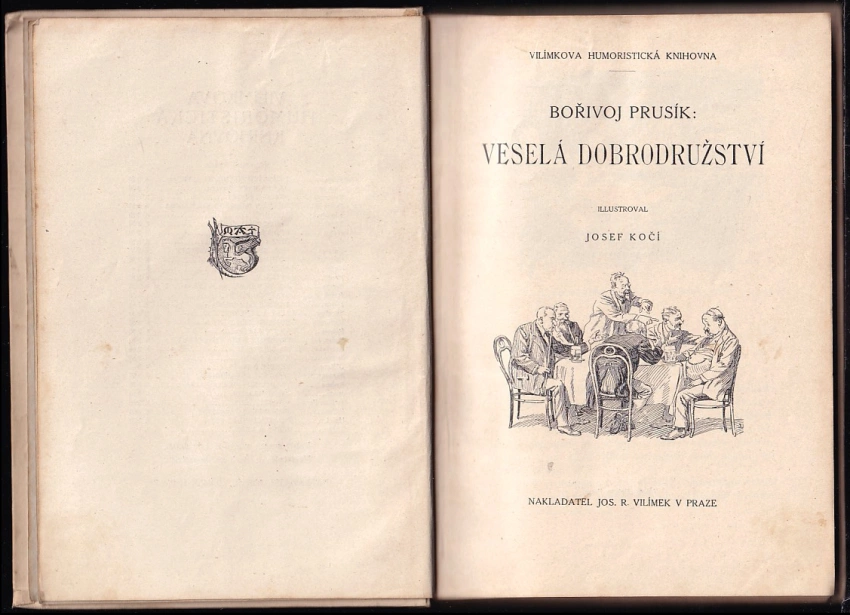 VILÍMKOVA HUMORISTICKÁ KNIHOVNA
BOŘIVOJ PRUSÍK:
VESELÁ DOBRODRUŽSTVÍ
ILLUSTROVAL
JOSEF KOČÍ
NAKLADATEL JOS. R. VILÍMEK V PRAZE